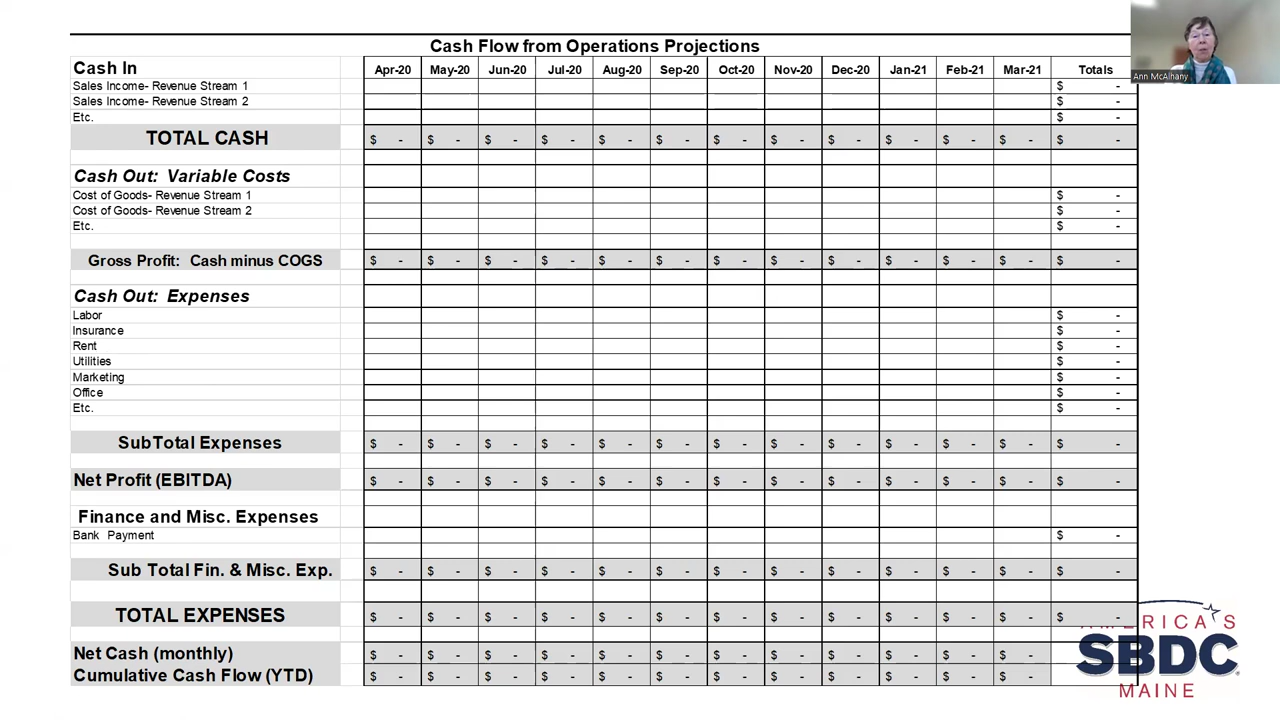 Cash Flow from Operations Projections
Cash In Apr-20 May-20 Jun-20 Jul-20 Aug-20 Sep-20 Oct-20 Nov-20 Dec-20 Jan-21 Feb-21 Mar-21 Totals
Ann McAlhany
Sales Income- Revenue Stream 1 $ -
Sales Income- Revenue Stream 2 $ -
Etc. $ -
TOTAL CASH $ - $ - $ - $ - $ - $ - $ - $ - $ - $ - $ - $ - $ -
Cash Out: Variable Costs
Cost of Goods- Revenue Stream 1 $ -
Cost of Goods- Revenue Stream 2 $ -
Etc. $ -
Gross Profit: Cash minus COGS $ - $ - $ - $ - $ - $ - $ - $ - $ - $ - $ - $ - $ -
Cash Out: Expenses
Labor $ -
Insurance $ -
Rent $ -
Utilities $ -
Marketing $ -
Office $ -
Etc. $ -
SubTotal Expenses $ - $ - $ - $ - $ - $ - $ - $ - $ - $ - $ - $ - $ -
Net Profit (EBITDA) $ - $ - $ - $ - $ - $ - $ - $ - $ - $ - $ - $ - $ -
Finance and Misc. Expenses
Bank Payment $ -
Sub Total Fin. & Misc. Exp. $ - $ - $ - $ - $ - $ - $ - $ - $ - $ - $ - $ - $ -
TOTAL EXPENSES $ - $ - $ - $ - $ - $ - $ - $ - $ - $ - $ - $ - $ -
Net Cash (monthly) $ - $ - $ - $ - $ - $ - $ - $ - $ - $ - $ - $ -
Cumulative Cash Flow (YTD) $ - $ - $ - $ - $ - $ - $ - $ - $ - $ - $ - $ -
AMERICA'S
SBDC
MAINE